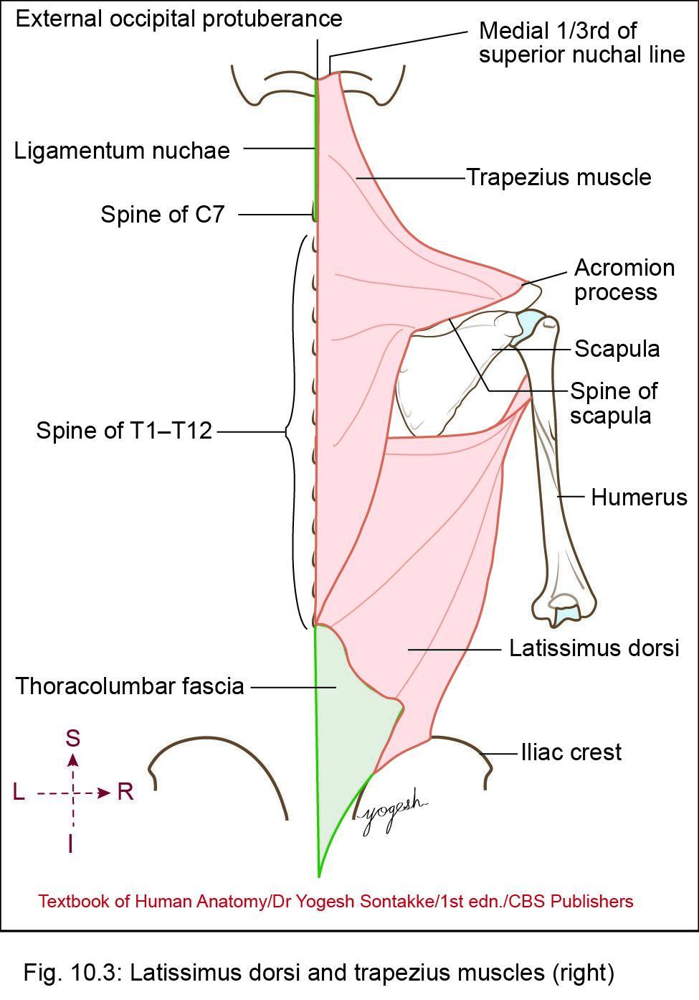 External occipital protuberance
Medial 1/3rd of
superior nuchal line
Ligamentum nuchae
Trapezius muscle
Spine of C7
Acromion
process
Scapula
Spine of
scapula
Spine of T1–T12
Humerus
Latissimus dorsi
Thoracolumbar fascia
S
Iliac crest
L
R
I
yogesh
Textbook of Human Anatomy/Dr Yogesh Sontakke/1st edn./CBS Publishers
Fig. 10.3: Latissimus dorsi and trapezius muscles (right)